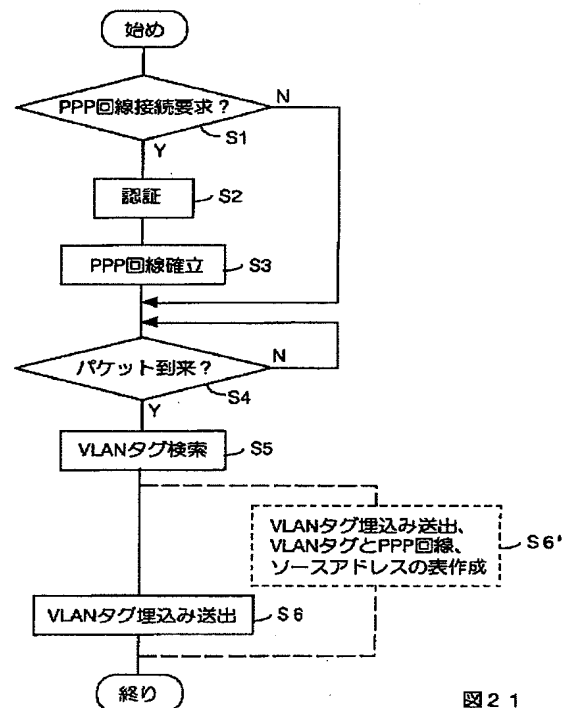 始め
PPP回線接続要求？
N
S1
Y
認証
S2
PPP回線確立
S3
パケット到来？
N
S4
Y
VLANタグ検索
S5
VLANタグ埋込み送出、
VLANタグとPPP回線、
ソースアドレスの表作成
S6'
VLANタグ埋込み送出
S6
終り
図21